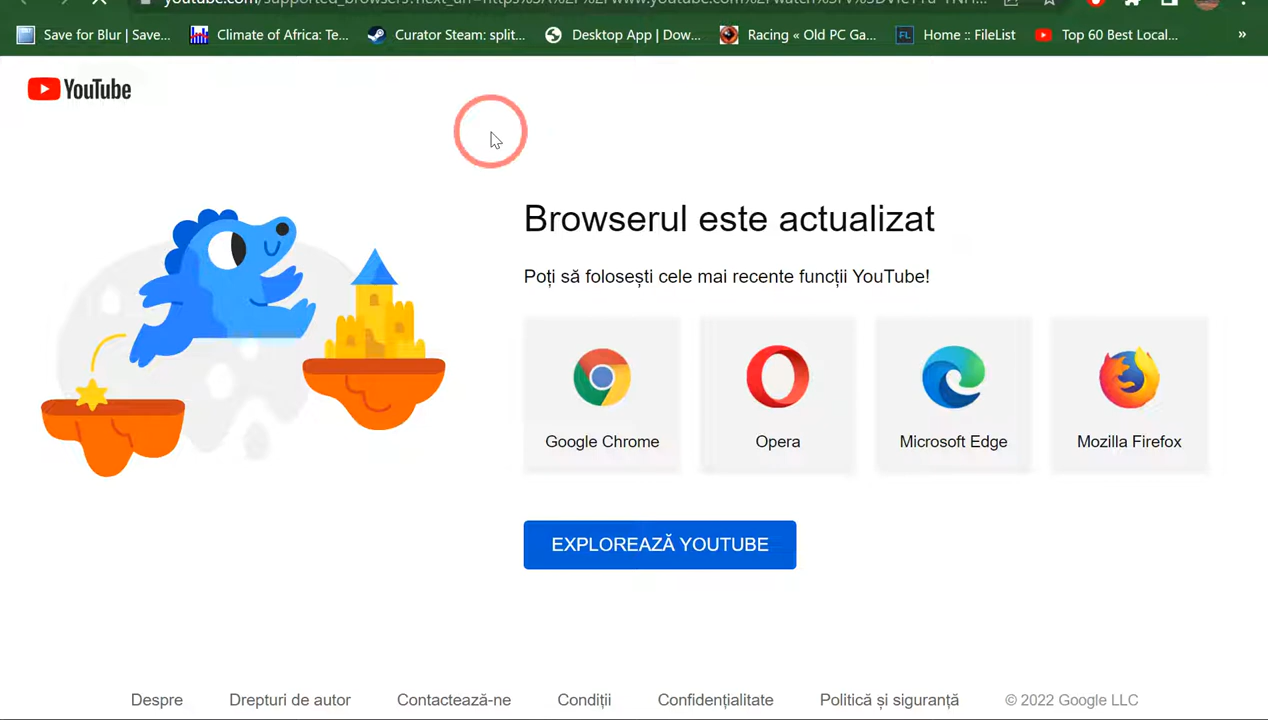 Save for Blur | Save... Climate of Africa: Te... Curator Steam: split... Desktop App | Dow... Racing « Old PC Ga... FL Home :: FileList Top 60 Best Local... »
YouTube
Browserul este actualizat
Poți să folosești cele mai recente funcții YouTube!
Google Chrome Opera Microsoft Edge Mozilla Firefox
EXPLOREAZĂ YOUTUBE
Despre Drepturi de autor Contactează-ne Condiții Confidențialitate Politică și siguranță © 2022 Google LLC